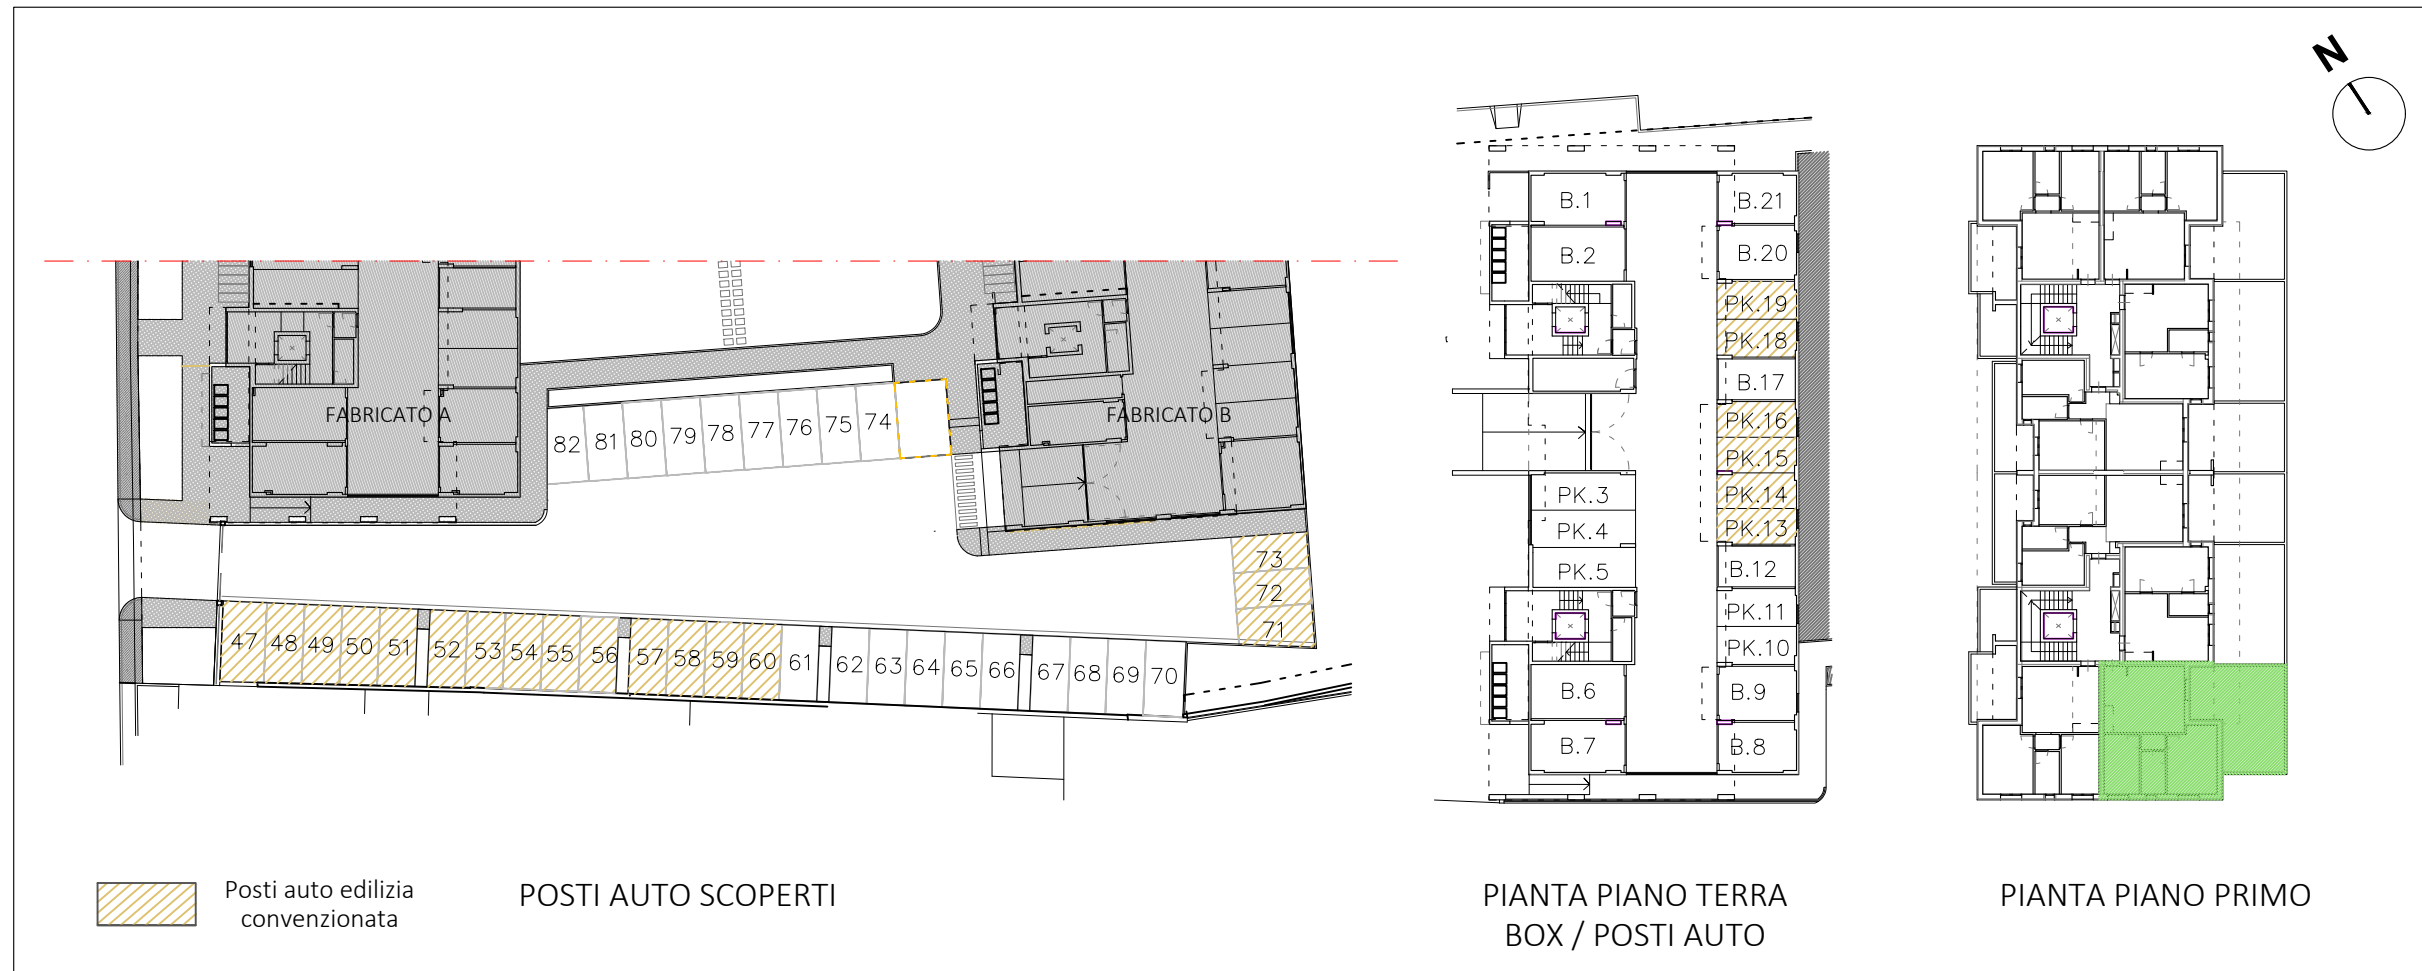 N
FABRICATO A
FABRICATO B
82 81 80 79 78 77 76 75 74
73
72
71
47 48 49 50 51 52 53 54 55 56 57 58 59 60 61 62 63 64 65 66 67 68 69 70
B.1
B.2
PK.3
PK.4
PK.5
B.6
B.7
B.21
B.20
PK.19
PK.18
B.17
PK.16
PK.15
PK.14
PK.13
B.12
PK.11
PK.10
B.9
B.8
Posti auto edilizia
convenzionata
POSTI AUTO SCOPERTI
PIANTA PIANO TERRA
BOX / POSTI AUTO
PIANTA PIANO PRIMO